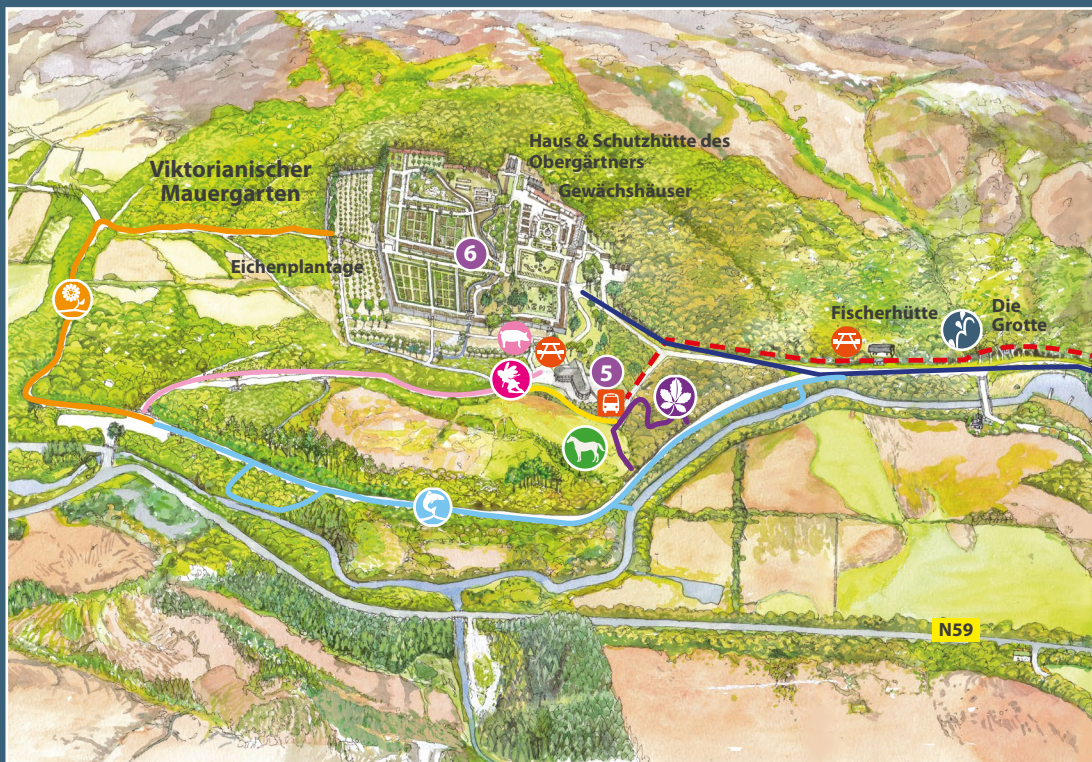 Haus & Schutzhütte des
Obergärtners
Viktorianischer
Mauergarten
Gewächshäuser
6
Eichenplantage
Fischerhütte
Die
Grotte
5
N59